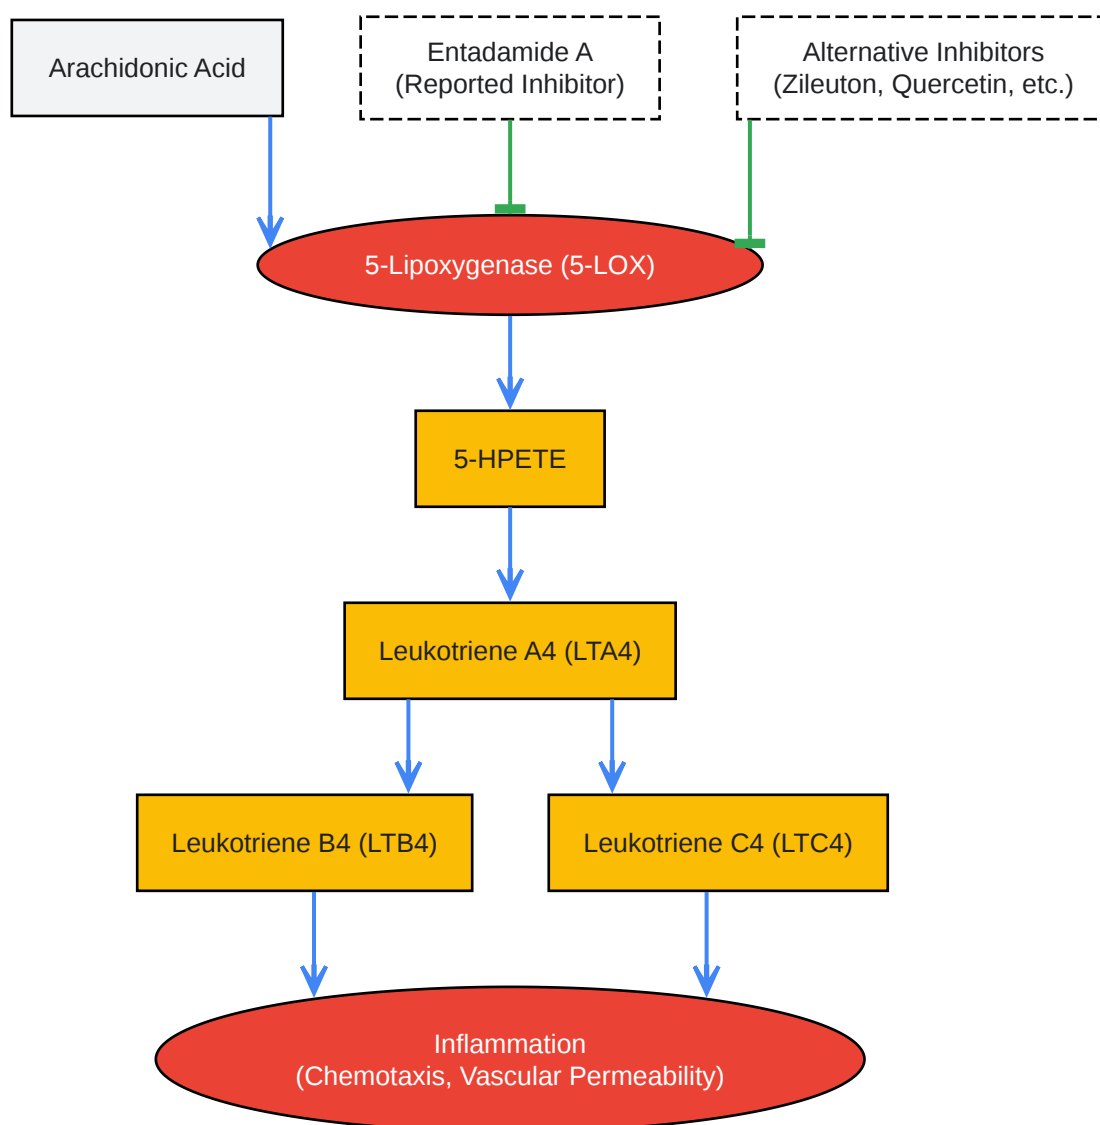 Arachidonic Acid
Entadamide A
(Reported Inhibitor)
Alternative Inhibitors
(Zileuton, Quercetin, etc.)
5-Lipoxygenase (5-LOX)
5-HPETE
Leukotriene A4 (LTA4)
Leukotriene B4 (LTB4)
Leukotriene C4 (LTC4)
Inflammation
(Chemotaxis, Vascular Permeability)